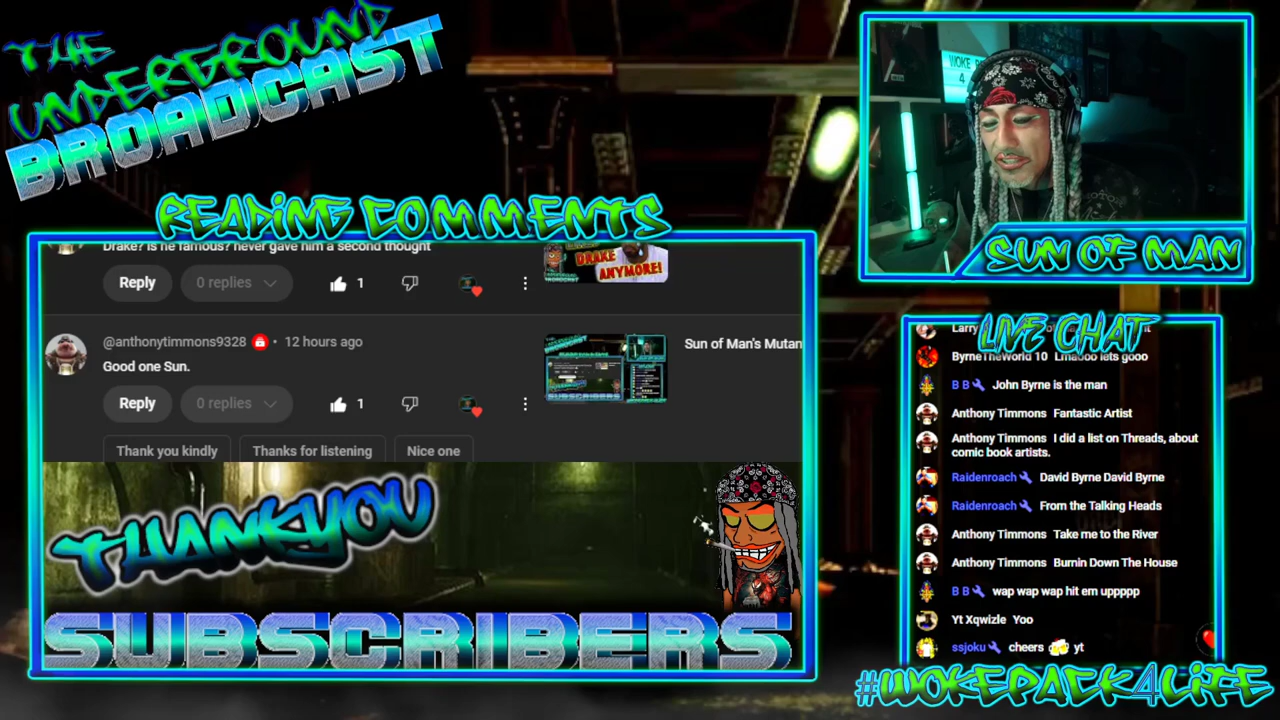 THE
UNDERGROUND
BROADCAST
READING COMMENTS
Drake? is he famous? never gave him a second thought
Reply
0 replies
1
DRAKE
ANYMORE!
@anthonytimmons9328 • 12 hours ago
Good one Sun.
Sun of Man's Mutan
Reply
0 replies
1
Thank you kindly
Thanks for listening
Nice one
THANKYOU
SUBSCRIBERS
4
SUN OF MAN
LIVE CHAT
ByrneTheWorld 10 Lmaooo lets gooo
B B John Byrne is the man
Anthony Timmons Fantastic Artist
Anthony Timmons I did a list on Threads, about
comic book artists.
Raidenroach David Byrne David Byrne
Raidenroach From the Talking Heads
Anthony Timmons Take me to the River
Anthony Timmons Burnin Down The House
B B wap wap wap hit em uppppp
Yt Xqwizle Yoo
ssjoku cheers 🍻 yt
#WOKEPACK4LIFE